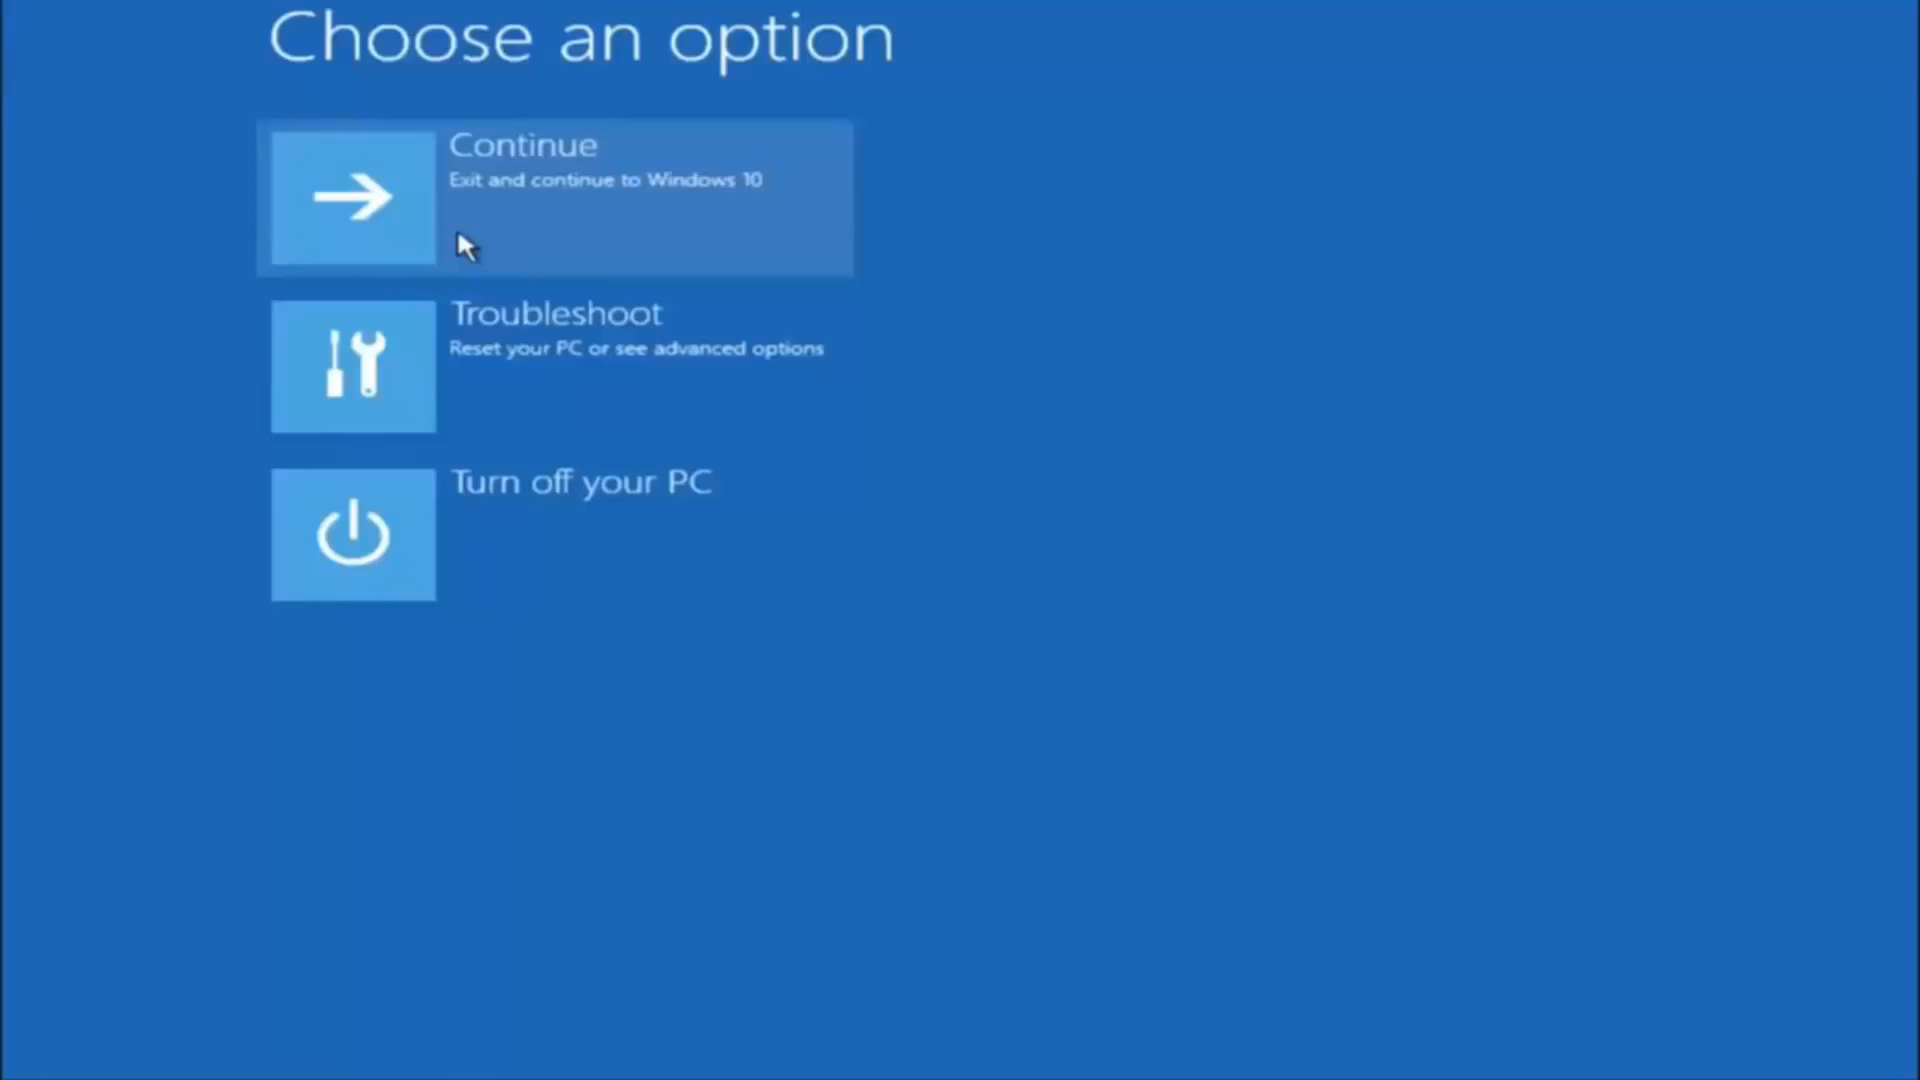 Choose an option
Continue
Exit and continue to Windows 10
Troubleshoot
Reset your PC or see advanced options
Turn off your PC